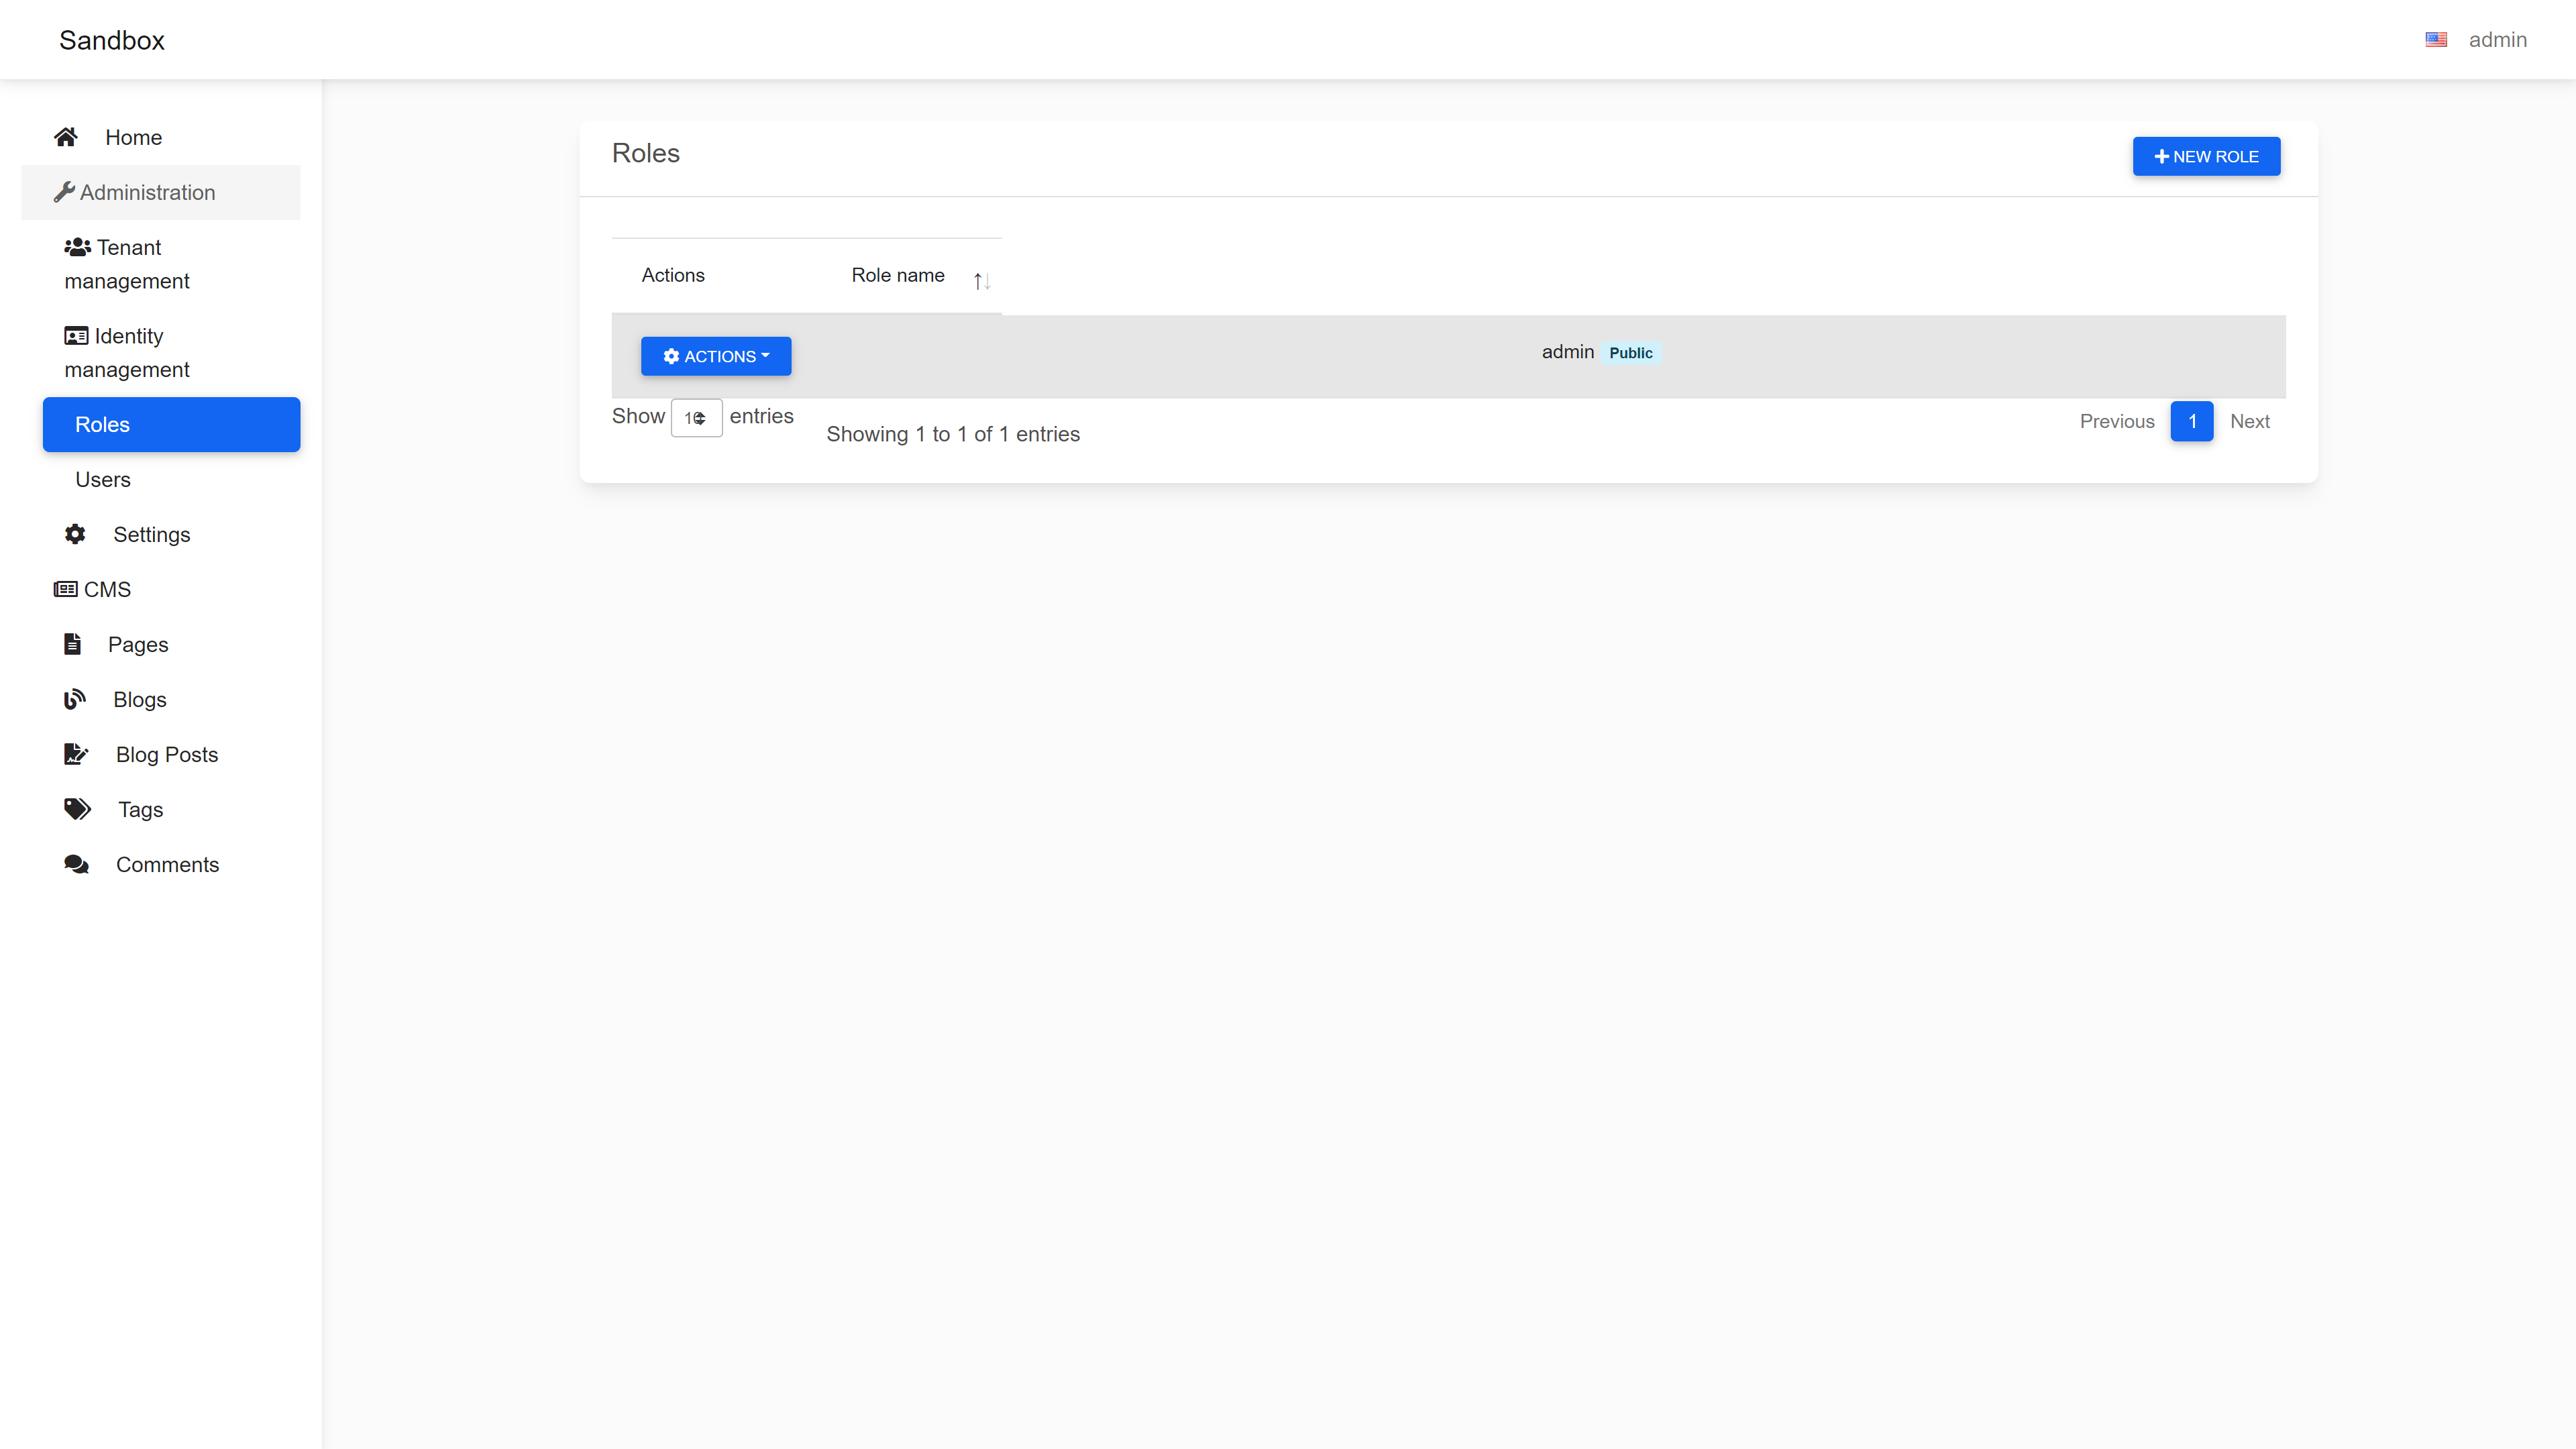 Sandbox
admin
Home
Administration
Tenant
management
Identity
management
Roles
Users
Settings
CMS
Pages
Blogs
Blog Posts
Tags
Comments
Roles
NEW ROLE
Actions
Role name
ACTIONS
admin Public
Show 10 entries
Showing 1 to 1 of 1 entries
Previous 1 Next